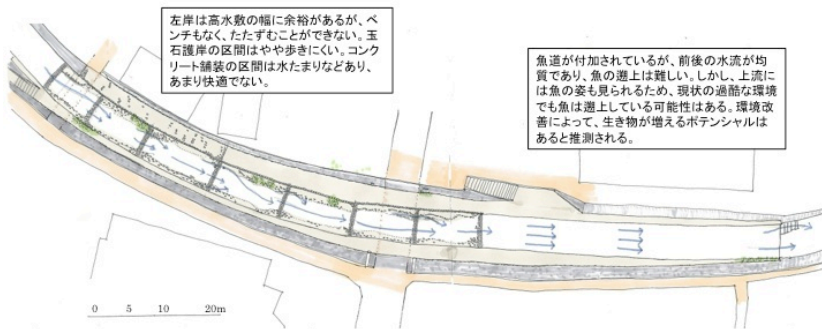 左岸は高水敷の幅に余裕があるが、ベ
ンチもなく、たたずむことができない。玉
石護岸の区間はやや歩きにくい。コンク
リート舗装の区間は水たまりなどあり、
あまり快適でない。
魚道が付加されているが、前後の水流が均
質であり、魚の遡上は難しい。しかし、上流に
は魚の姿も見られるため、現状の過酷な環境
でも魚は遡上している可能性はある。環境改
善によって、生き物が増えるポテンシャルは
あると推測される。
0 5 10 20m